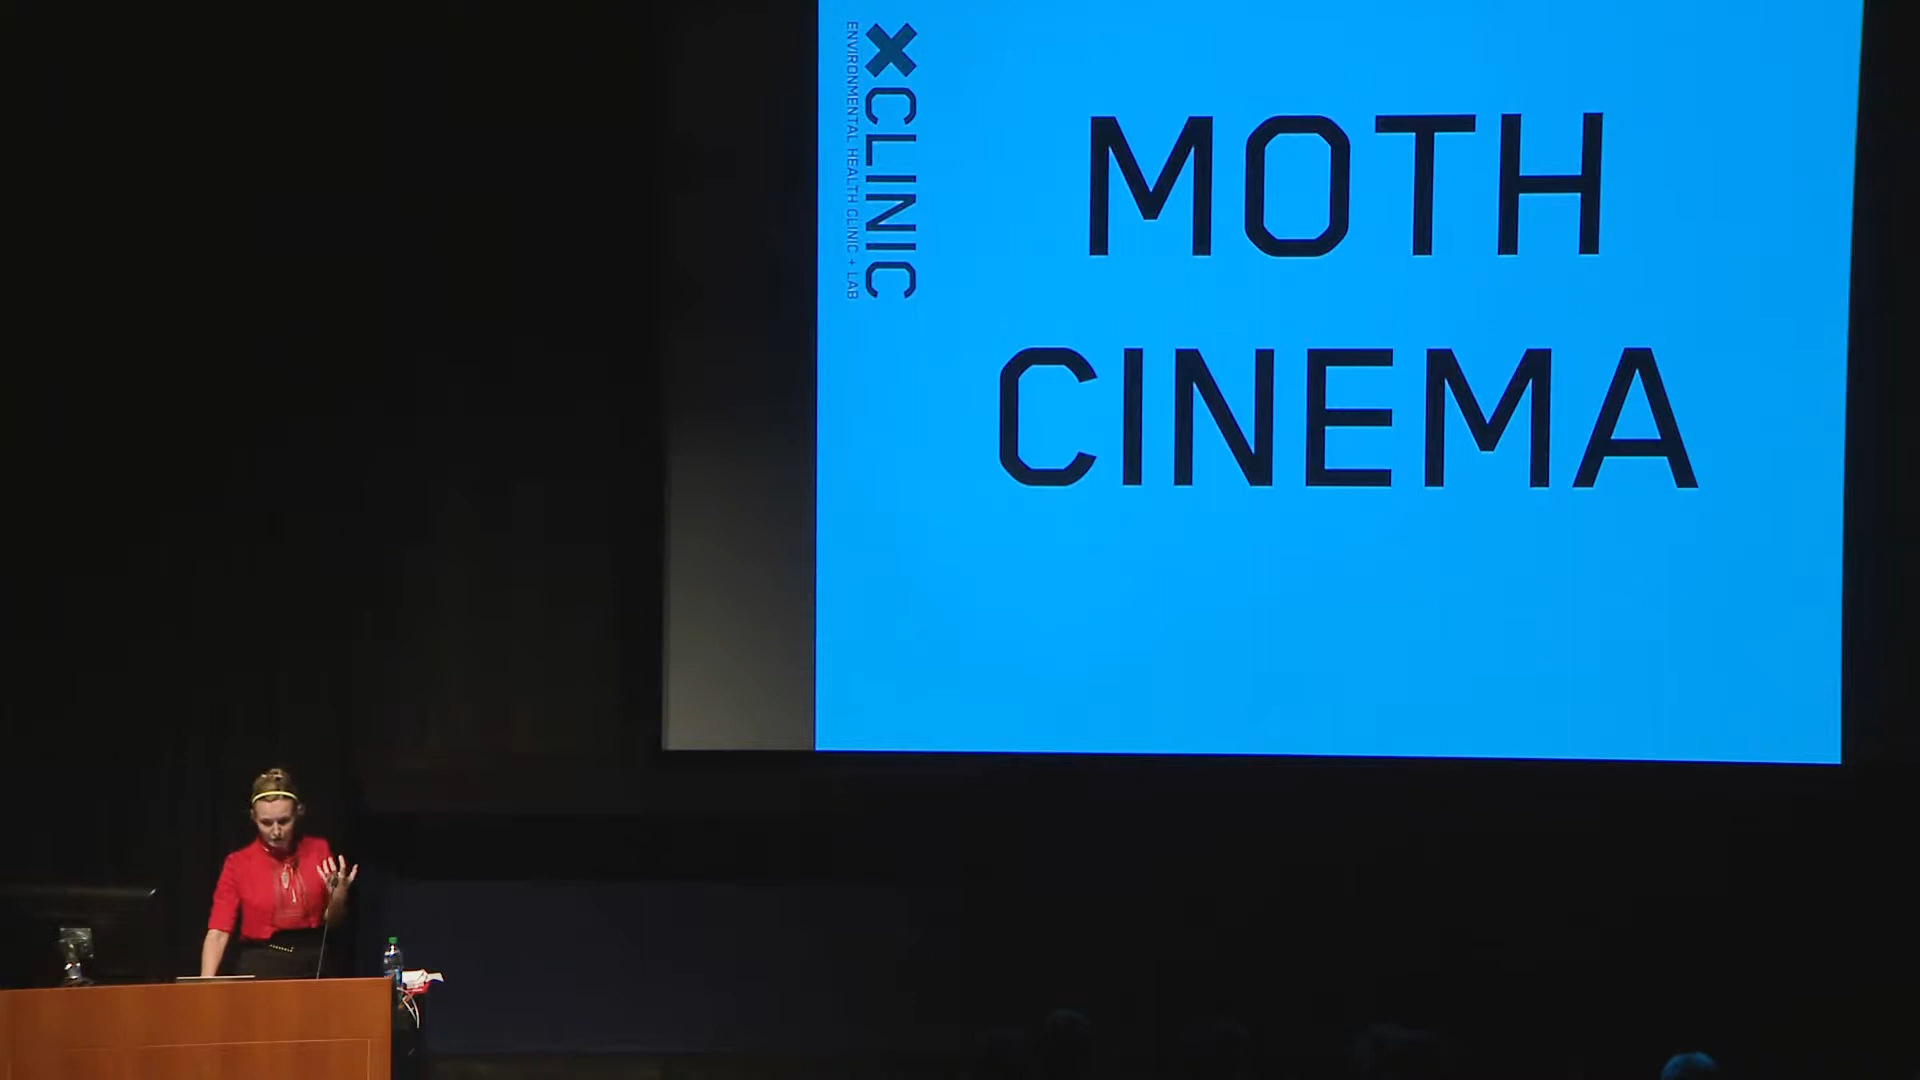 XCLINIC
ENVIRONMENTAL HEALTH CLINIC + LAB
MOTH
CINEMA